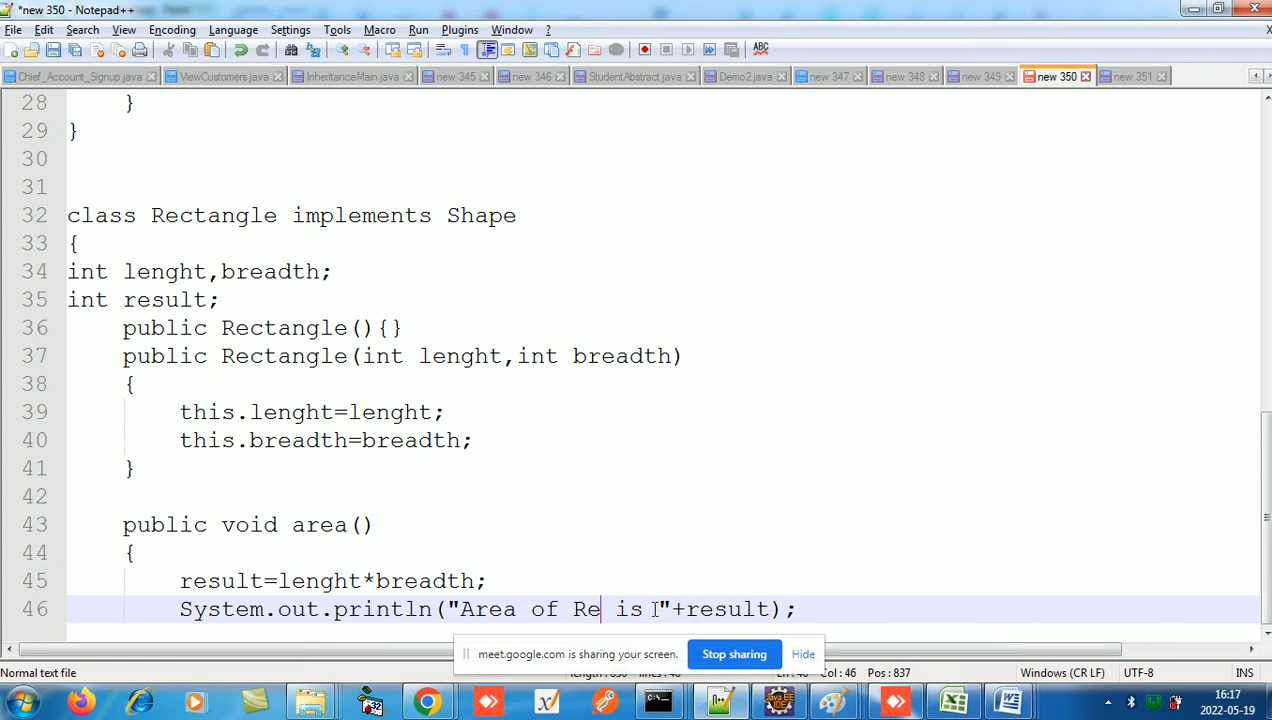 *new 350 - Notepad++
File Edit Search View Encoding Language Settings Tools Macro Run Plugins Window ?
Chief_Account_Signup.java ViewCustomers.java InheritanceMain.java new 345 new 346 StudentAbstract.java Demo2.java new 347 new 348 new 349 new 350 new 351
28 }
29 }
30
31
32 class Rectangle implements Shape
33 {
34 int lenght,breadth;
35 int result;
36 public Rectangle(){}
37 public Rectangle(int lenght,int breadth)
38 {
39 this.lenght=lenght;
40 this.breadth=breadth;
41 }
42
43 public void area()
44 {
45 result=lenght*breadth;
46 System.out.println("Area of Re is "+result);
meet.google.com is sharing your screen. Stop sharing Hide
Normal text file Col : 46 Pos : 837 Windows (CR LF) UTF-8 INS
16:17
2022-05-19